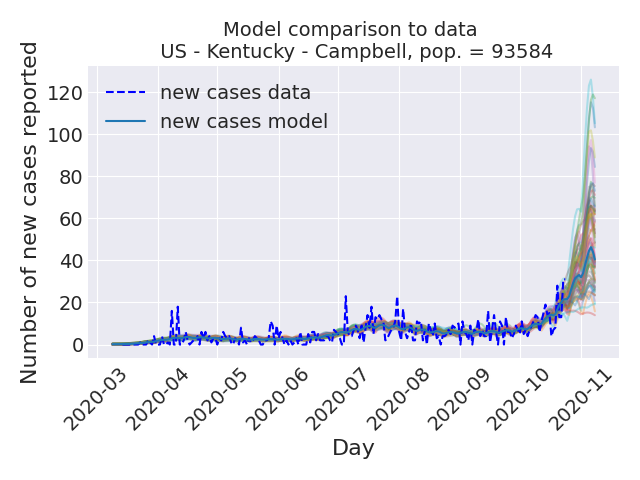 Model comparison to data
US - Kentucky - Campbell, pop. = 93584
Number of new cases reported
120
100
80
60
40
20
0
new cases data
new cases model
2020-03
2020-04
2020-05
2020-06
2020-07
2020-08
2020-09
2020-10
2020-11
Day